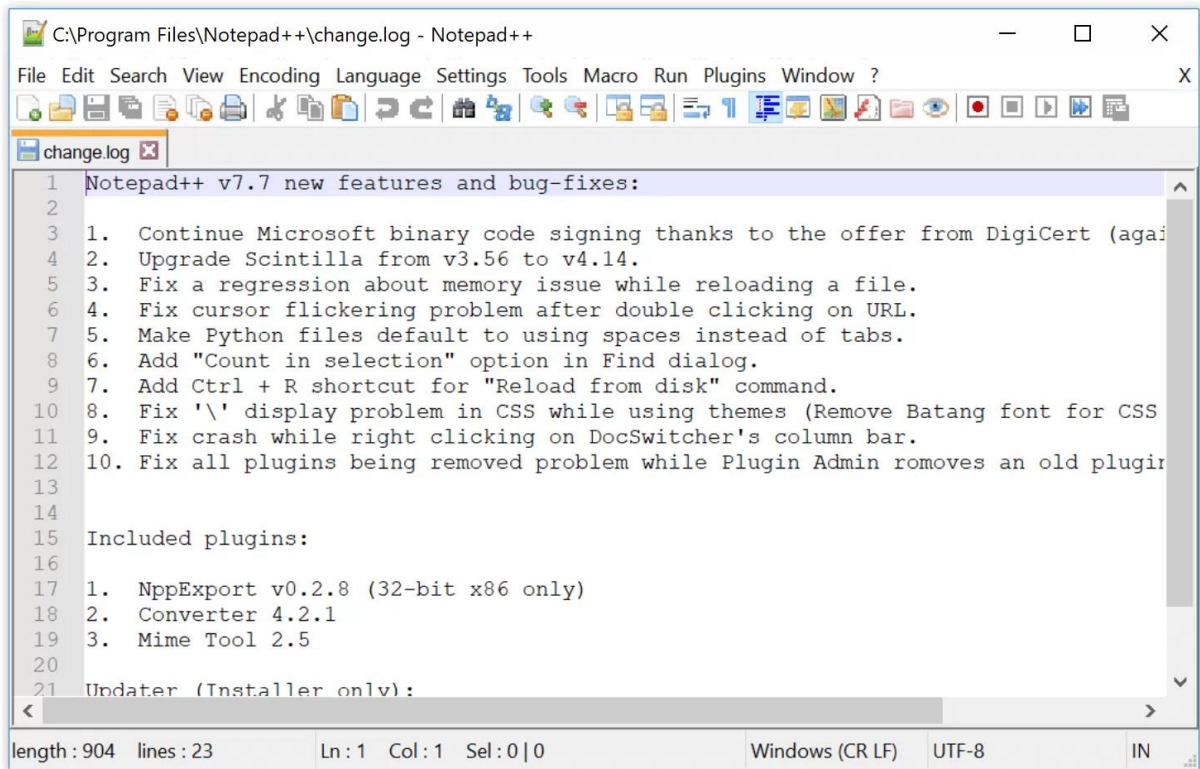 C:\Program Files\Notepad++\change.log - Notepad++
File Edit Search View Encoding Language Settings Tools Macro Run Plugins Window ? X
change.log
1 Notepad++ v7.7 new features and bug-fixes:
2
3 1. Continue Microsoft binary code signing thanks to the offer from DigiCert (agai
4 2. Upgrade Scintilla from v3.56 to v4.14.
5 3. Fix a regression about memory issue while reloading a file.
6 4. Fix cursor flickering problem after double clicking on URL.
7 5. Make Python files default to using spaces instead of tabs.
8 6. Add "Count in selection" option in Find dialog.
9 7. Add Ctrl + R shortcut for "Reload from disk" command.
10 8. Fix '\' display problem in CSS while using themes (Remove Batang font for CSS
11 9. Fix crash while right clicking on DocSwitcher's column bar.
12 10. Fix all plugins being removed problem while Plugin Admin romoves an old plugin
13
14
15 Included plugins:
16
17 1. NppExport v0.2.8 (32-bit x86 only)
18 2. Converter 4.2.1
19 3. Mime Tool 2.5
20
21 Updater (Installer only):
length : 904 lines : 23 Ln : 1 Col : 1 Sel : 0 | 0 Windows (CR LF) UTF-8 IN